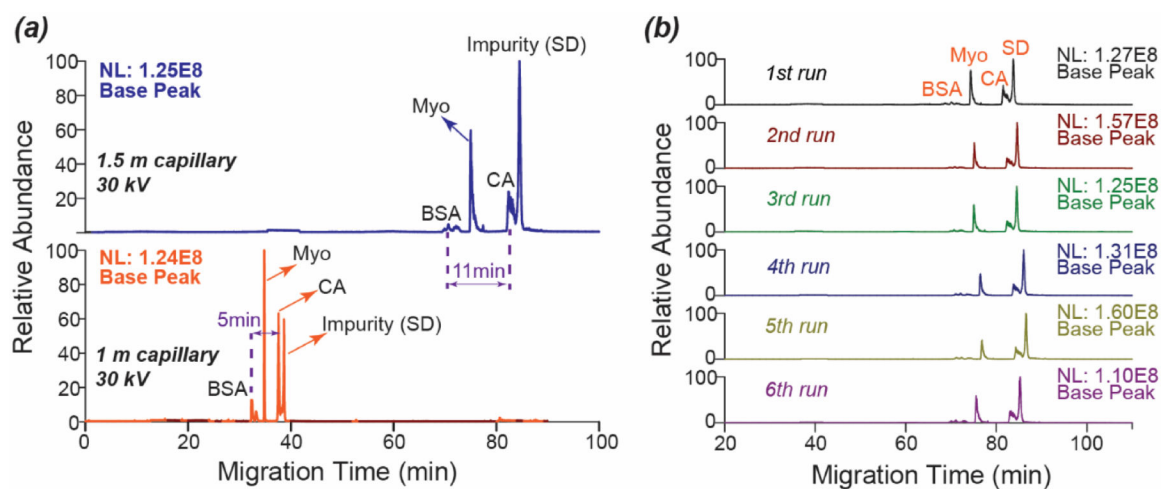 (a)
Relative Abundance
100
80
60
40
20
0
NL: 1.25E8
Base Peak
1.5 m capillary
30 kV
Impurity (SD)
Myo
CA
BSA
11min
100
80
60
40
20
0
NL: 1.24E8
Base Peak
Myo
CA
5min
Impurity (SD)
1 m capillary
30 kV
BSA
0 20 40 60 80 100
Migration Time (min)
(b)
Relative Abundance
100
0
1st run
BSA
Myo
CA
SD
NL: 1.27E8
Base Peak
100
0
2nd run
NL: 1.57E8
Base Peak
100
0
3rd run
NL: 1.25E8
Base Peak
100
0
4th run
NL: 1.31E8
Base Peak
100
0
5th run
NL: 1.60E8
Base Peak
100
0
6th run
NL: 1.10E8
Base Peak
20 40 60 80 100
Migration Time (min)